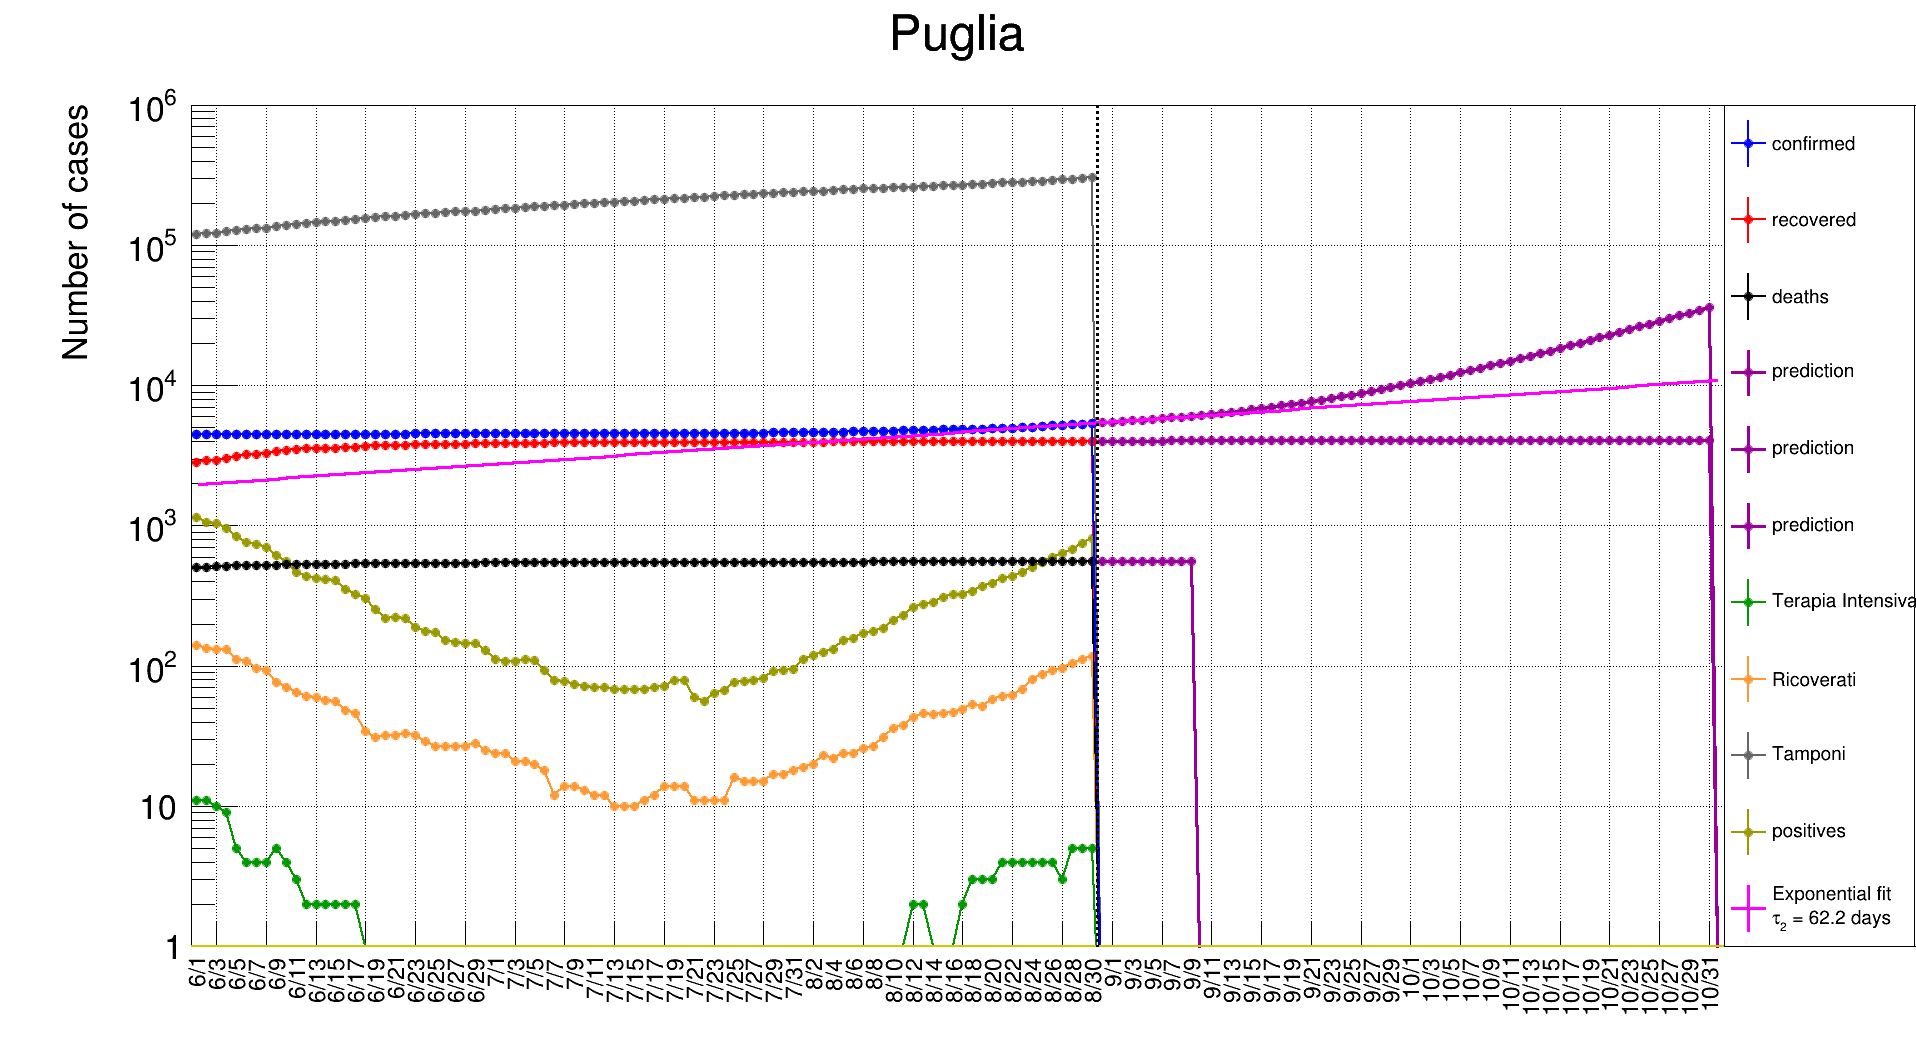 Puglia
Number of cases
10^6
10^5
10^4
10^3
10^2
10
1
6/1 6/3 6/5 6/7 6/9 6/11 6/13 6/15 6/17 6/19 6/21 6/23 6/25 6/27 6/29 7/1 7/3 7/5 7/7 7/9 7/11 7/13 7/15 7/17 7/19 7/21 7/23 7/25 7/27 7/29 7/31 8/2 8/4 8/6 8/8 8/10 8/12 8/14 8/16 8/18 8/20 8/22 8/24 8/26 8/28 8/30 9/1 9/3 9/5 9/7 9/9 9/11 9/13 9/15 9/17 9/19 9/21 9/23 9/25 9/27 9/29 10/1 10/3 10/5 10/7 10/9 10/11 10/13 10/15 10/17 10/19 10/21 10/23 10/25 10/27 10/29 10/31
confirmed
recovered
deaths
prediction
prediction
prediction
Terapia Intensiva
Ricoverati
Tamponi
positives
Exponential fit
τ₂ = 62.2 days